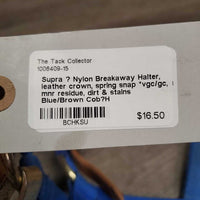 The Tack Collector
1008409-15
Supra ? Nylon Breakaway Halter,
leather crown, spring snap *vgc/gc,
mnr residue, dirt & stains
Blue/Brown Cob?H
BCHKSU
$16.50